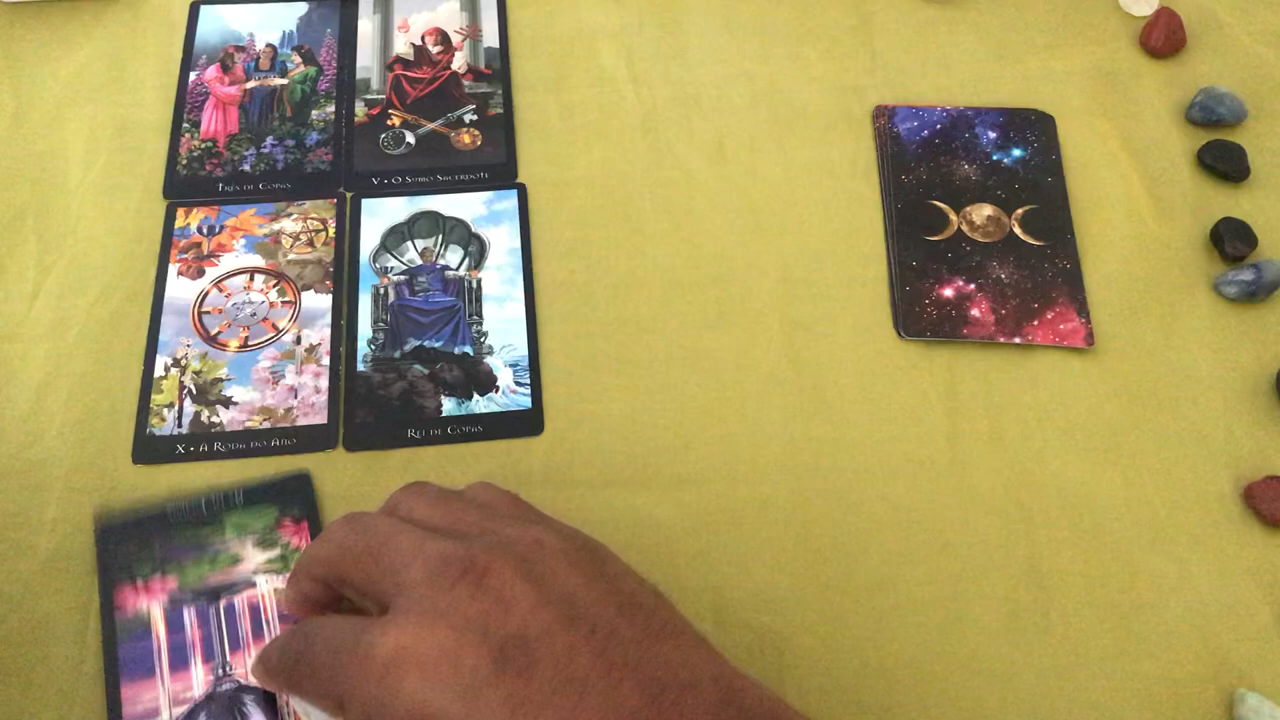 Três de Copas
V • O Sumo Sacerdote
X • A Roda do Ano
Rei de Copas